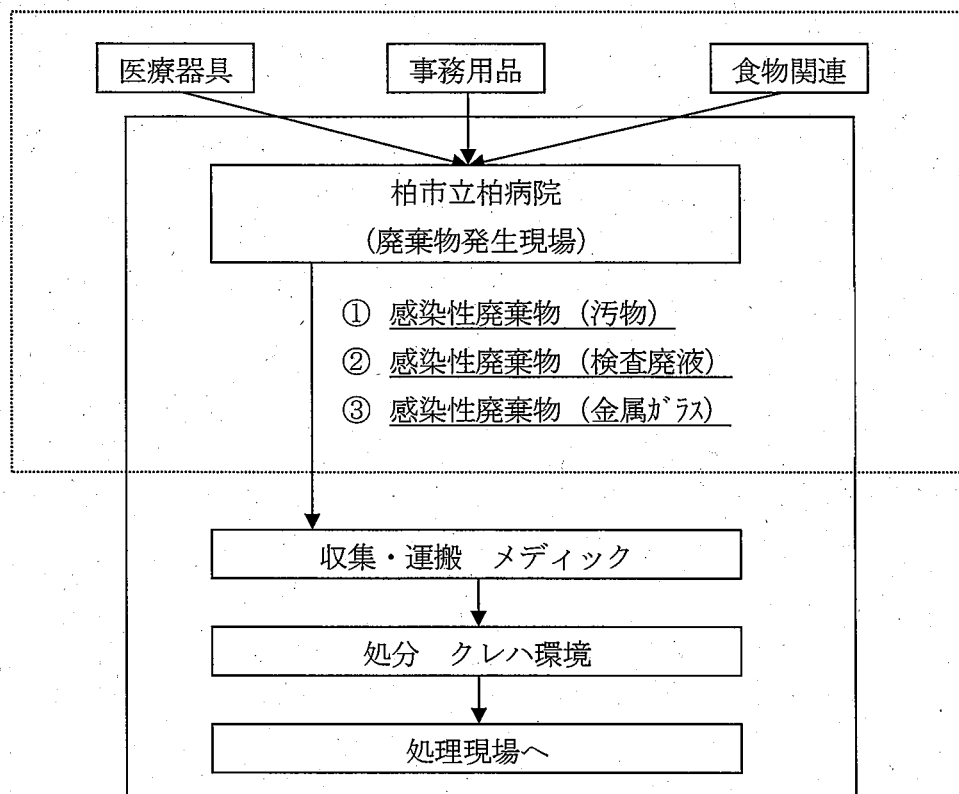 医療器具
事務用品
食物関連
柏市立柏病院
(廃棄物発生現場)
① 感染性廃棄物（汚物）
② 感染性廃棄物（検査廃液）
③ 感染性廃棄物（金属ｶﾞﾗｽ）
収集・運搬　メディック
処分　クレハ環境
処理現場へ